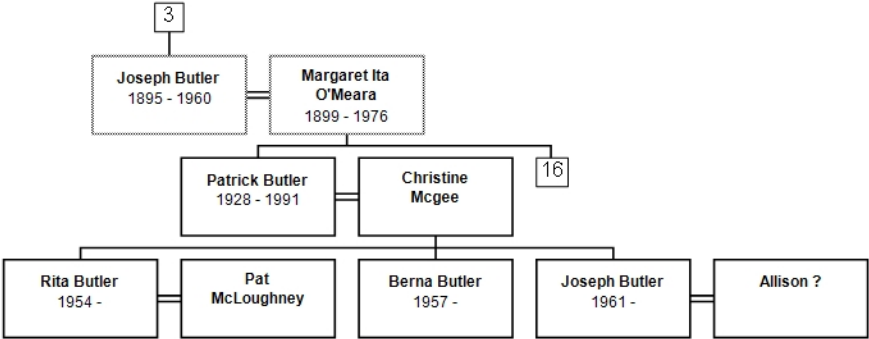 3
Joseph Butler
1895 - 1960
Margaret Ita
O'Meara
1899 - 1976
Patrick Butler
1928 - 1991
Christine
Mcgee
16
Rita Butler
1954 -
Pat
McLoughney
Berna Butler
1957 -
Joseph Butler
1961 -
Allison ?